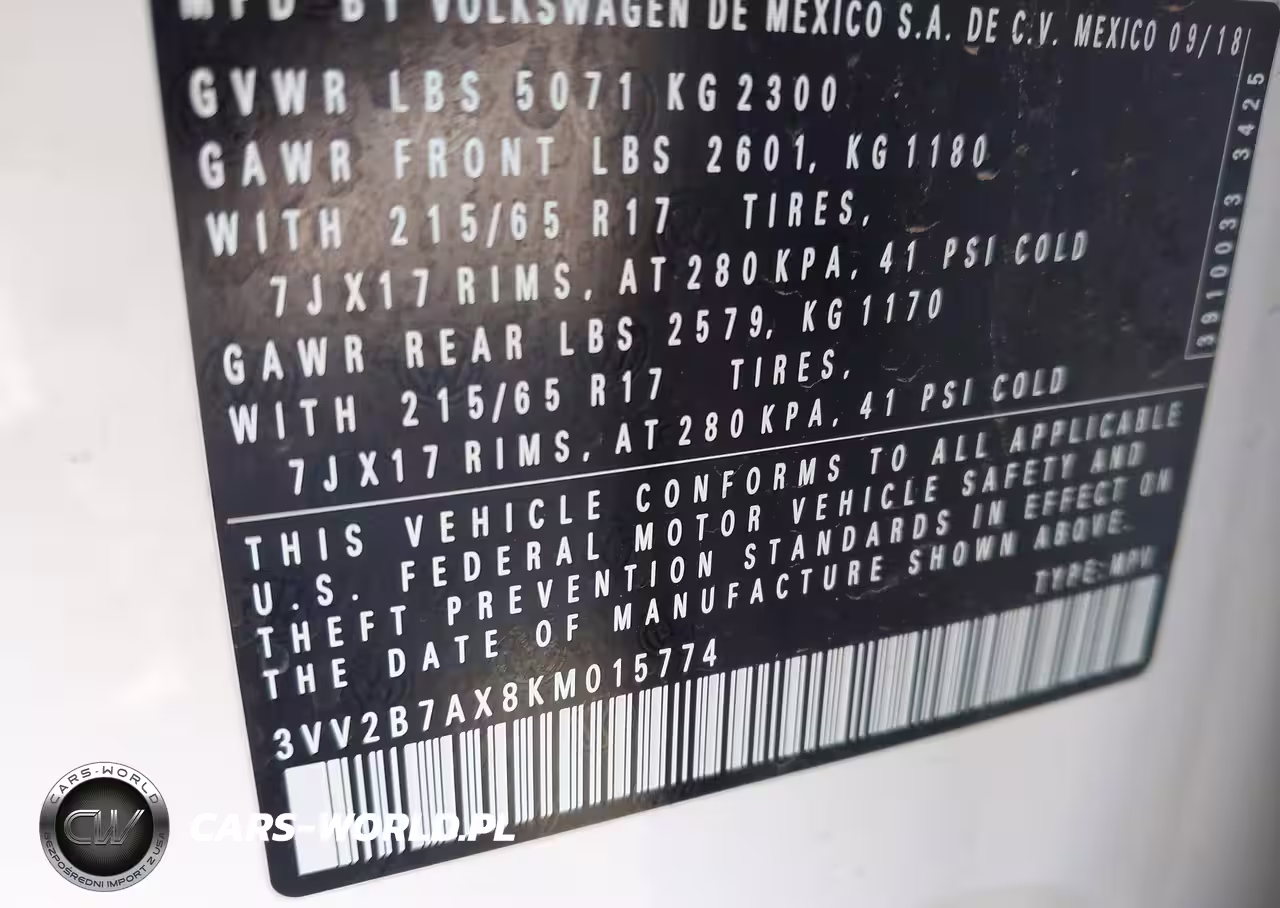 MFD BY VOLKSWAGEN DE MEXICO S.A. DE C.V. MEXICO 09/18
GVWR LBS 5071 KG 2300
GAWR FRONT LBS 2601, KG 1180
WITH 215/65 R17 TIRES,
7J X17 RIMS, AT 280 KPA, 41 PSI COLD
GAWR REAR LBS 2579, KG 1170
WITH 215/65 R17 TIRES,
7J X17 RIMS, AT 280 KPA, 41 PSI COLD
3910033 3425
THIS VEHICLE CONFORMS TO ALL APPLICABLE
U.S. FEDERAL MOTOR VEHICLE SAFETY AND
THEFT PREVENTION STANDARDS IN EFFECT ON
THE DATE OF MANUFACTURE SHOWN ABOVE.
TYPE: MPV
3VV2B7AX8KM015774
CARS-WORLD
CW
BEZPOŚREDNI IMPORT Z USA
CARS-WORLD.PL